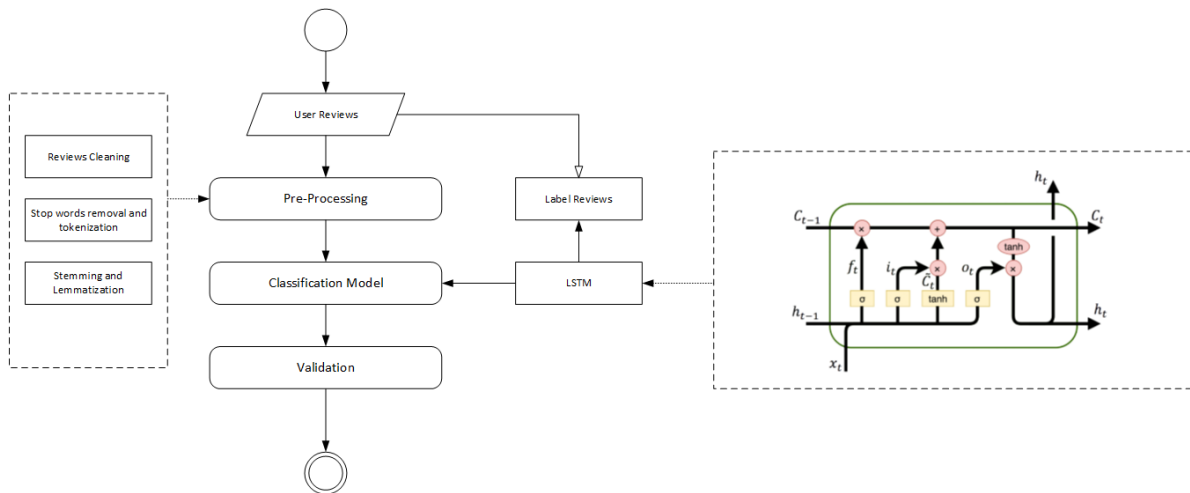 User Reviews
Reviews Cleaning
Stop words removal and
tokenization
Stemming and
Lemmatization
Pre-Processing
Classification Model
Validation
Label Reviews
LSTM
h_t
C_{t-1}
C_t
×
+
tanh
f_t
i_t
×
C̃_t
o_t
×
σ
σ
tanh
σ
h_{t-1}
h_t
x_t